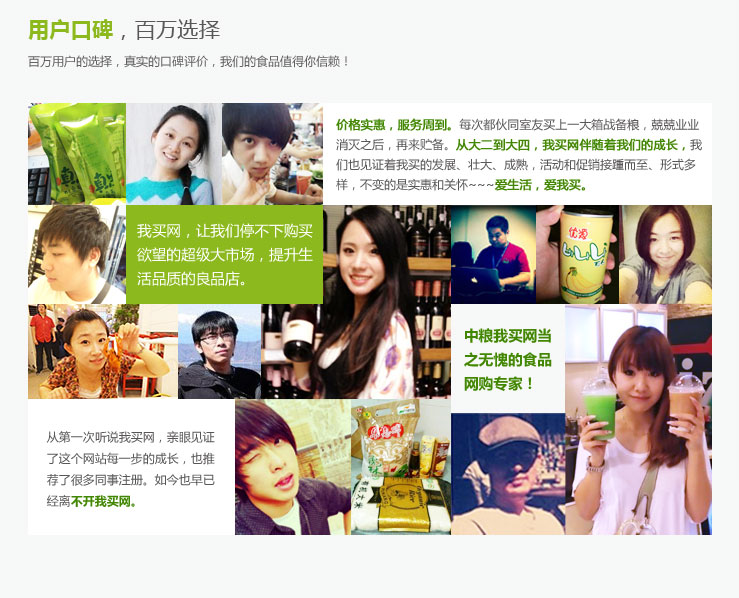 用户口碑，百万选择
百万用户的选择，真实的口碑评价，我们的食品值得你信赖！
价格实惠，服务周到。每次都伙同室友买上一大箱战备粮，兢兢业业
消灭之后，再来贮备。从大二到大四，我买网伴随着我们的成长，我
们也见证着我买的发展、壮大、成熟，活动和促销接踵而至、形式多
样，不变的是实惠和关怀~~~爱生活，爱我买。
我买网，让我们停不下购买
欲望的超级大市场，提升生
活品质的良品店。
中粮我买网当
之无愧的食品
网购专家！
从第一次听说我买网，亲眼见证
了这个网站每一步的成长，也推
荐了很多同事注册。如今也早已
经离不开我买网。